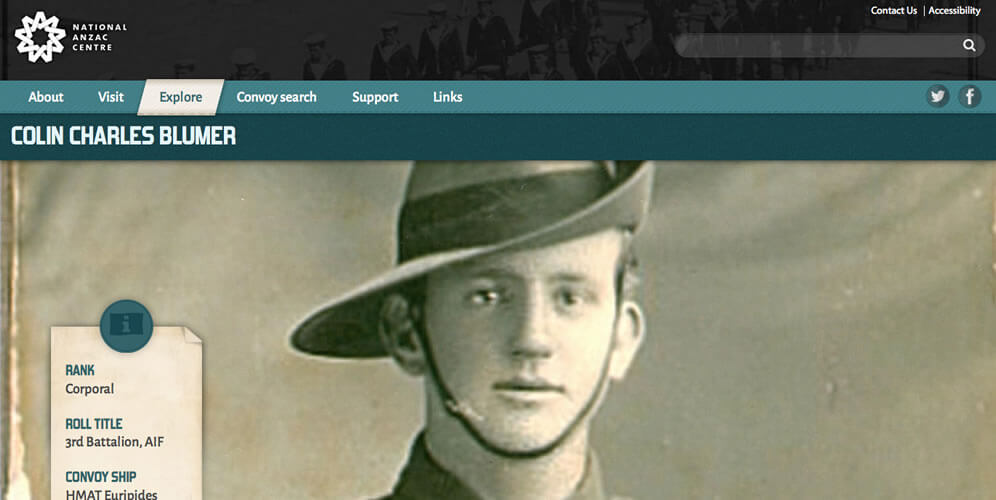 Contact Us | Accessibility
NATIONAL
ANZAC
CENTRE
About Visit Explore Convoy search Support Links
COLIN CHARLES BLUMER
RANK
Corporal
ROLL TITLE
3rd Battalion, AIF
CONVOY SHIP
HMAT Euripides